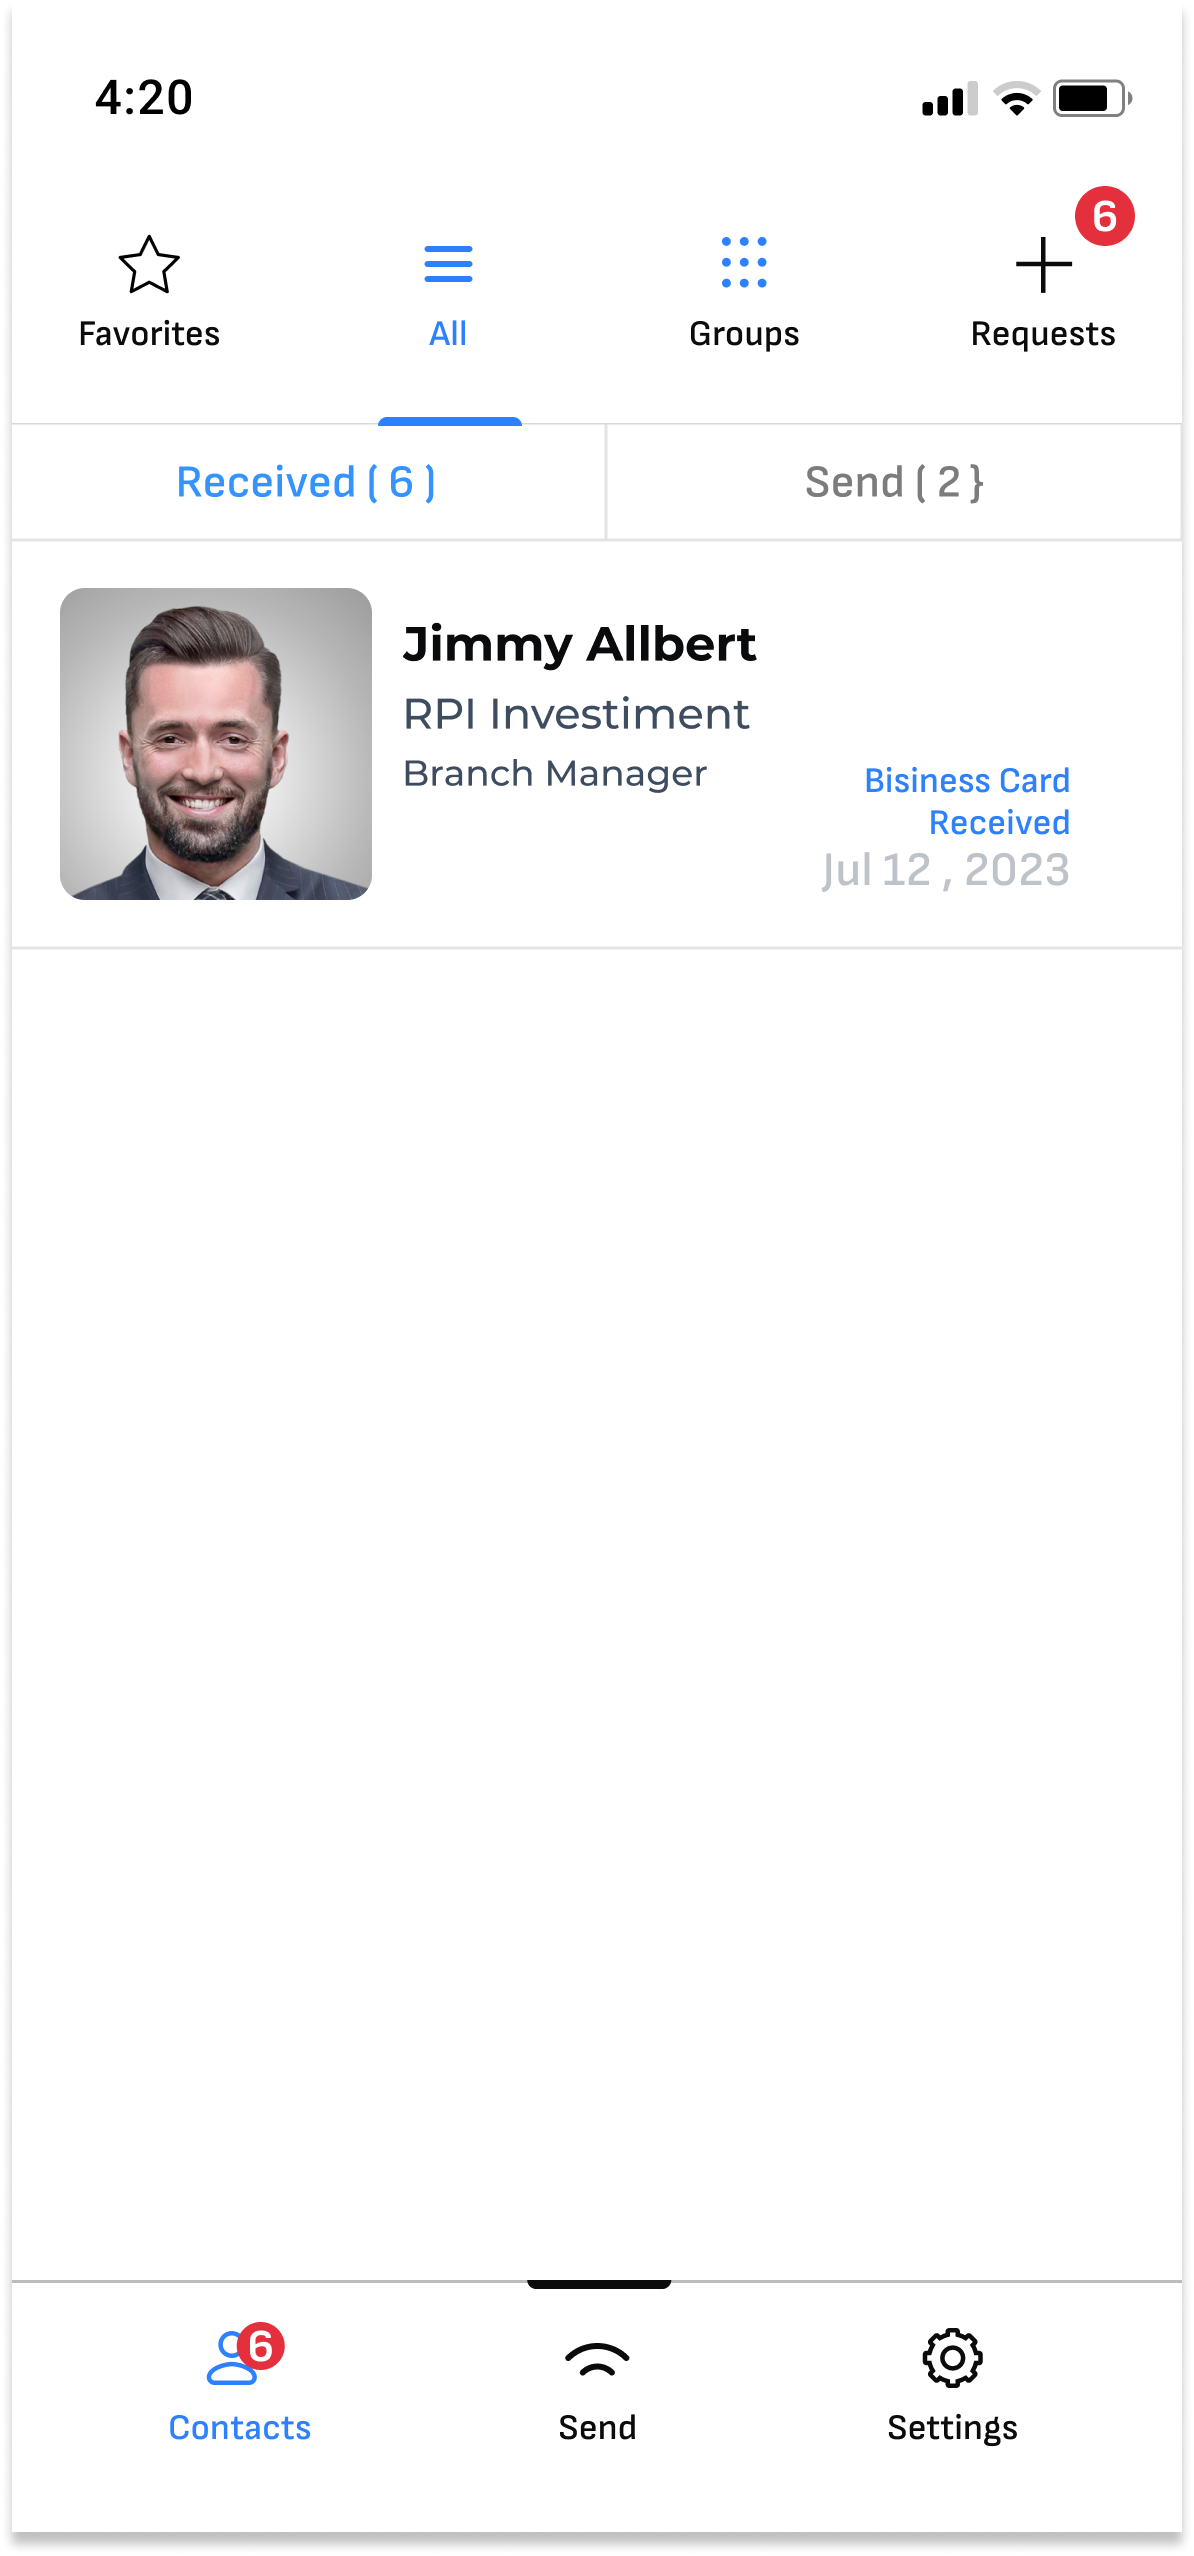 4:20
6
Favorites
All
Groups
Requests
Received ( 6 )
Send ( 2 }
Jimmy Allbert
RPI Investiment
Branch Manager
Bisiness Card
Received
Jul 12 , 2023
6
Contacts
Send
Settings